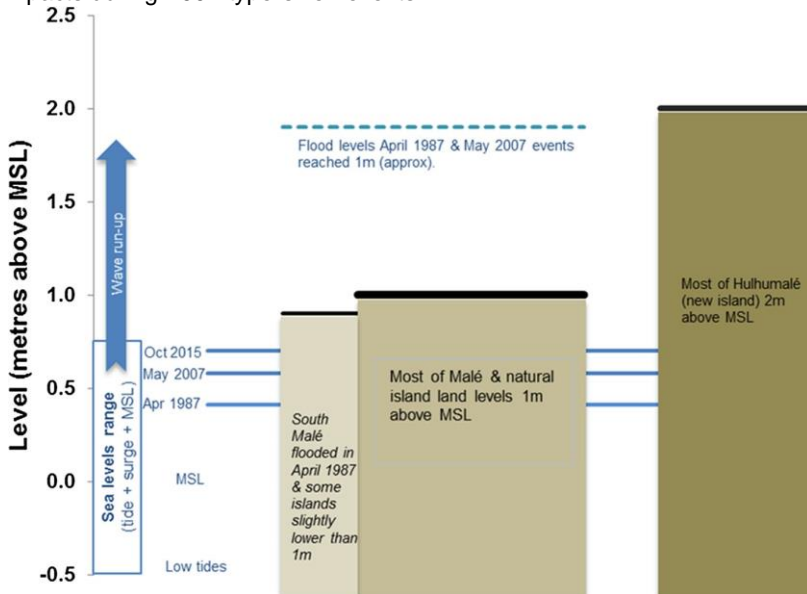 2.5
2.0
1.5
1.0
0.5
0.0
-0.5
Level (metres above MSL)
Wave run-up
Sea levels range
(tide + surge + MSL)
Oct 2015
May 2007
Apr 1987
MSL
Low tides
Flood levels April 1987 & May 2007 events
reached 1m (approx).
South
Malé
flooded in
April 1987
& some
islands
slightly
lower than
1m
Most of Malé & natural
island land levels 1m
above MSL
Most of Hulhumalé
(new island) 2m
above MSL